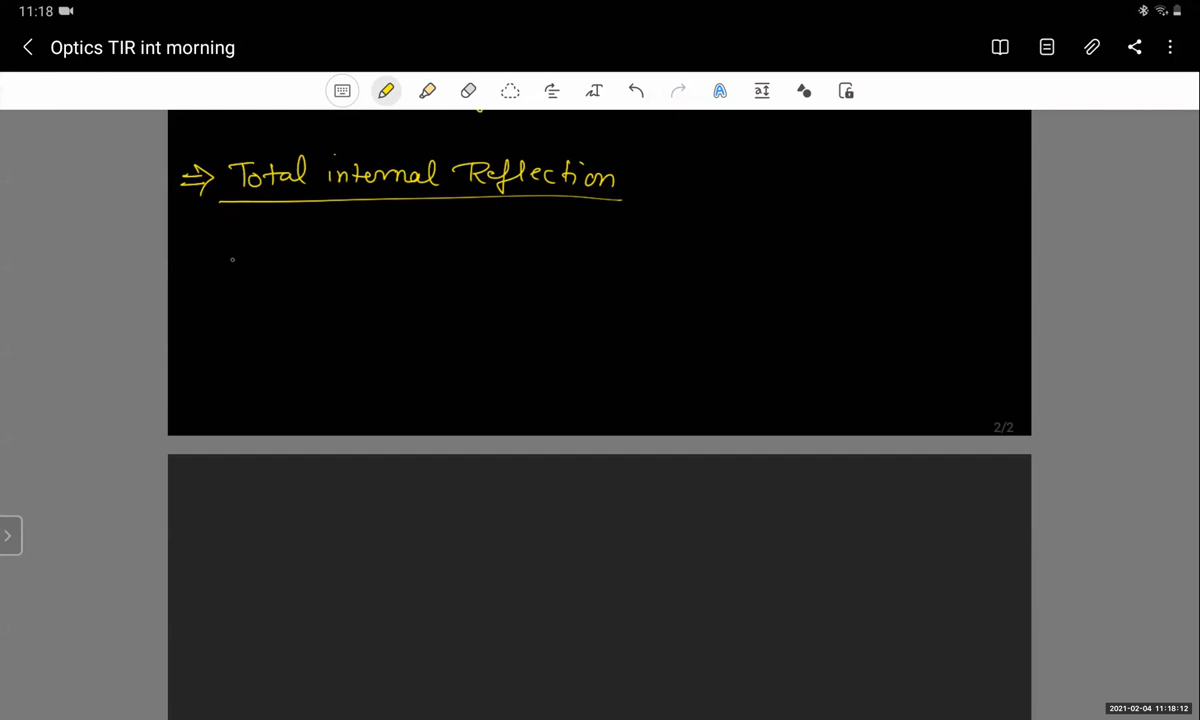 11:18
Optics TIR int morning
⇒ Total internal Reflection
2/2
2021-02-04 11:18:12